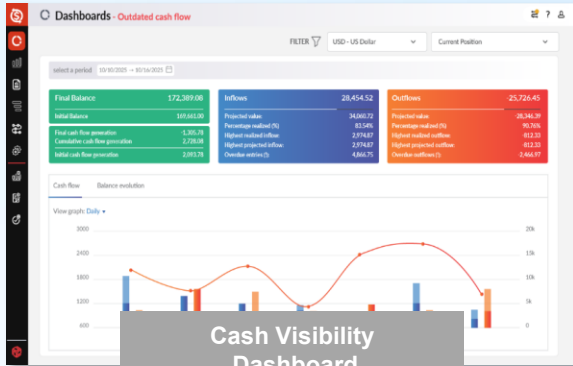 Dashboards - Outdated cash flow
?
FILTER
USD - US Dollar
Current Position
select a period
10/10/2025 → 10/16/2025
Final Balance 172,389.08
Initial Balance 169,661.00
Final cash flow generation -1,305.78
Cumulative cash flow generation 2,728.08
Initial cash flow generation 2,093.78
Inflows 28,454.52
Projected value: 34,060.72
Percentage realized (%) 83.54%
Highest realized inflow: 2,974.87
Highest projected inflow: 2,974.87
Overdue entries (!): 4,866.75
Outflows -25,726.45
Projected value: -28,346.39
Percentage realized (%) 90.76%
Highest realized outflow: -812.33
Highest projected outflow: -812.33
Overdue outflows (!): -2,466.97
Cash flow
Balance evolution
View graph: Daily
3000
2400
1800
1200
600
20k
15k
10k
5k
0
Cash Visibility
Dashboard